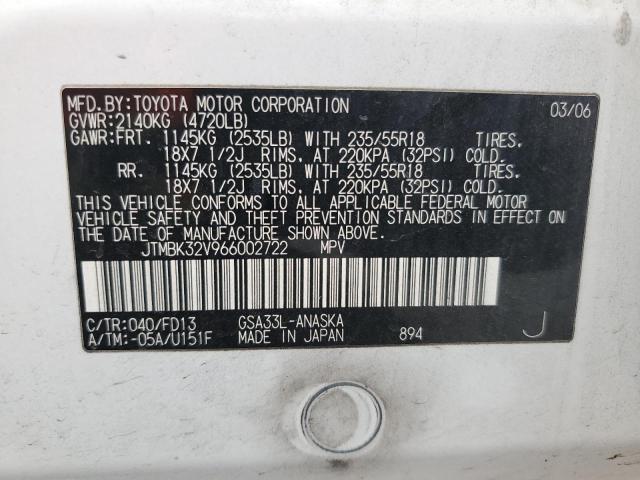 MFD.BY:TOYOTA MOTOR CORPORATION 03/06
GVWR:2140KG (4720LB)
GAWR:FRT. 1145KG (2535LB) WITH 235/55R18 TIRES.
18X7 1/2J RIMS. AT 220KPA (32PSI) COLD.
RR. 1145KG (2535LB) WITH 235/55R18 TIRES.
18X7 1/2J RIMS. AT 220KPA (32PSI) COLD.
THIS VEHICLE CONFORMS TO ALL APPLICABLE FEDERAL MOTOR
VEHICLE SAFETY AND THEFT PREVENTION STANDARDS IN EFFECT ON
THE DATE OF MANUFACTURE SHOWN ABOVE.
JTMBK32V966002722 MPV
C/TR:040/FD13 GSA33L-ANASKA
A/TM:-05A/U151F MADE IN JAPAN 894 J